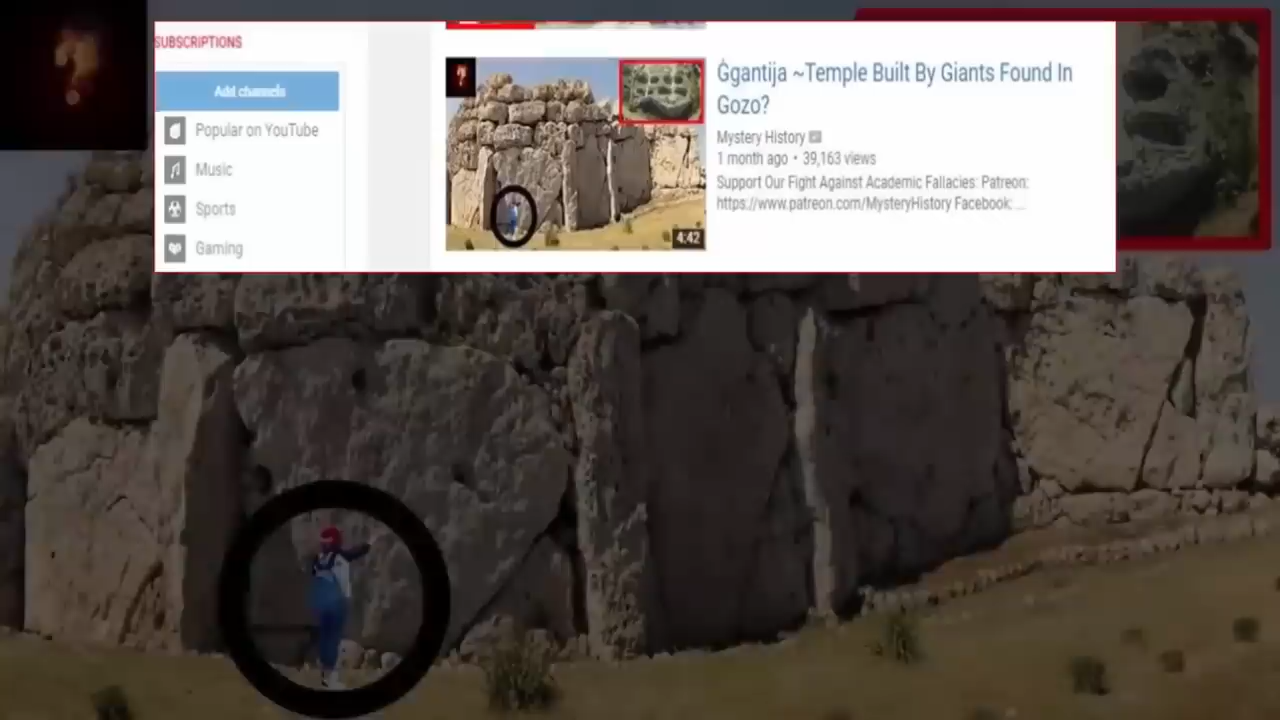 SUBSCRIPTIONS
Add channels
Popular on YouTube
Music
Sports
Gaming
4:42
Ġgantija ~Temple Built By Giants Found In
Gozo?
Mystery History
1 month ago • 39,163 views
Support Our Fight Against Academic Fallacies: Patreon:
https://www.patreon.com/MysteryHistory Facebook: ...